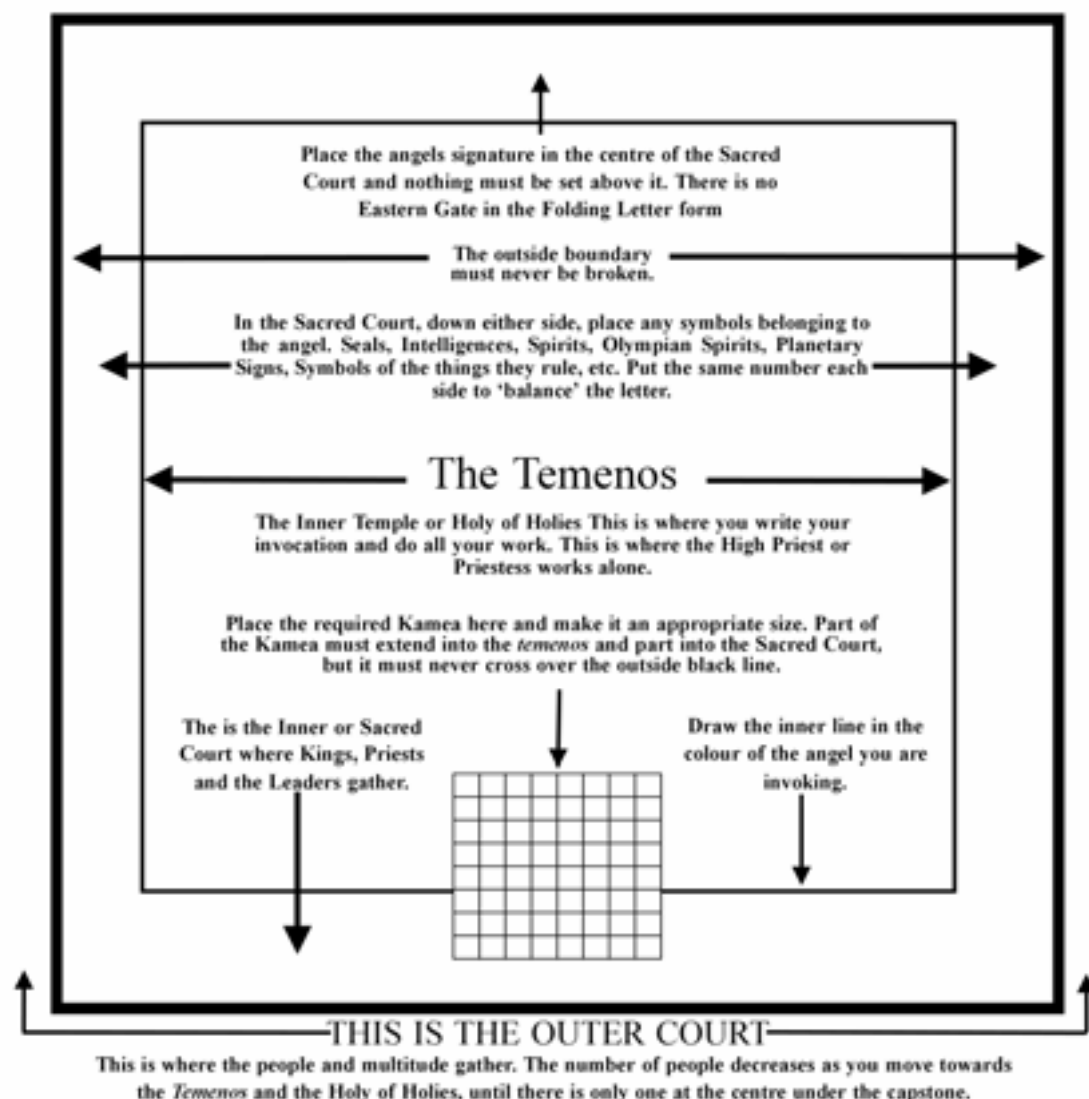 Place the angels signature in the centre of the Sacred
Court and nothing must be set above it. There is no
Eastern Gate in the Folding Letter form
The outside boundary
must never be broken.
In the Sacred Court, down either side, place any symbols belonging to
the angel. Seals, Intelligences, Spirits, Olympian Spirits, Planetary
Signs, Symbols of the things they rule, etc. Put the same number each
side to ‘balance’ the letter.
The Temenos
The Inner Temple or Holy of Holies This is where you write your
invocation and do all your work. This is where the High Priest or
Priestess works alone.
Place the required Kamea here and make it an appropriate size. Part of
the Kamea must extend into the temenos and part into the Sacred Court,
but it must never cross over the outside black line.
The is the Inner or Sacred
Court where Kings, Priests
and the Leaders gather.
Draw the inner line in the
colour of the angel you are
invoking.
THIS IS THE OUTER COURT
This is where the people and multitude gather. The number of people decreases as you move towards
the Temenos and the Holy of Holies, until there is only one at the centre under the capstone.